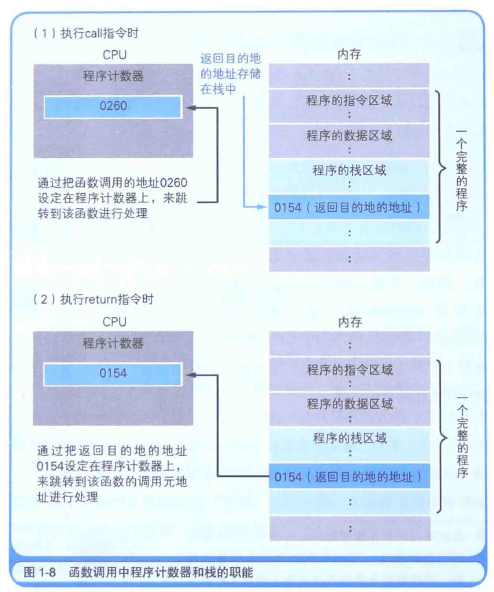 （1）执行call指令时
CPU
程序计数器
0260
通过把函数调用的地址0260
设定在程序计数器上，来跳
转到该函数进行处理
返回目的地
的地址存储
在栈中
内存
：
程序的指令区域
：
程序的数据区域
：
程序的栈区域
：
0154（返回目的地的地址）
：
：
一个完整的程序
（2）执行return指令时
CPU
程序计数器
0154
通过把返回目的地的地址
0154设定在程序计数器上，
来跳转到该函数的调用元地
址进行处理
内存
：
程序的指令区域
：
程序的数据区域
：
程序的栈区域
：
0154（返回目的地的地址）
：
：
一个完整的程序
图 1-8 函数调用中程序计数器和栈的职能